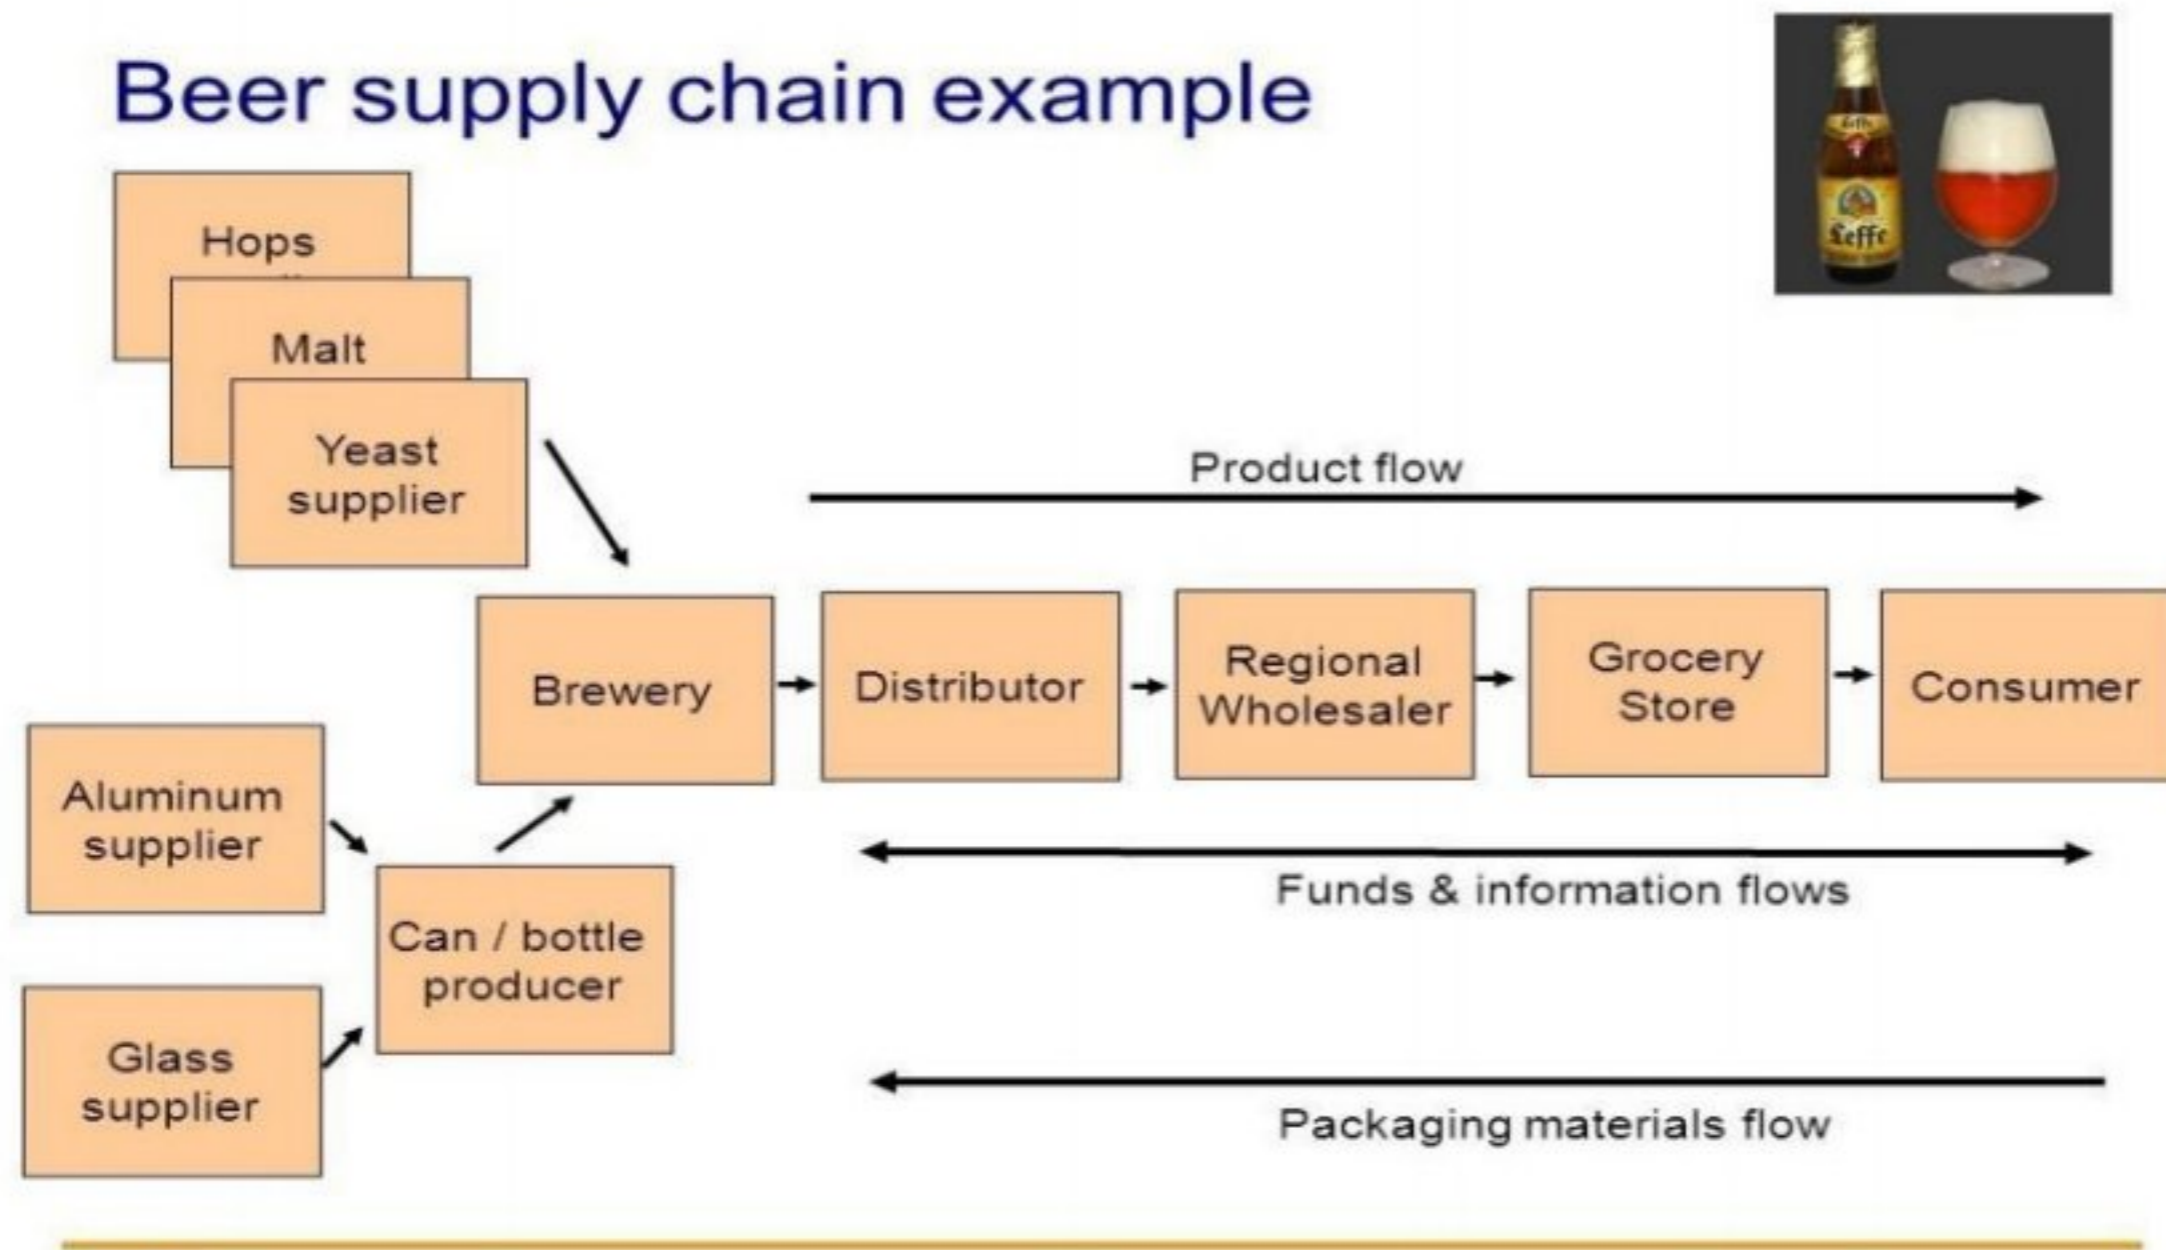 Beer supply chain example
Leffe
Hops
Malt
Yeast
supplier
Product flow
Brewery
Distributor
Regional
Wholesaler
Grocery
Store
Consumer
Aluminum
supplier
Can / bottle
producer
Glass
supplier
Funds & information flows
Packaging materials flow